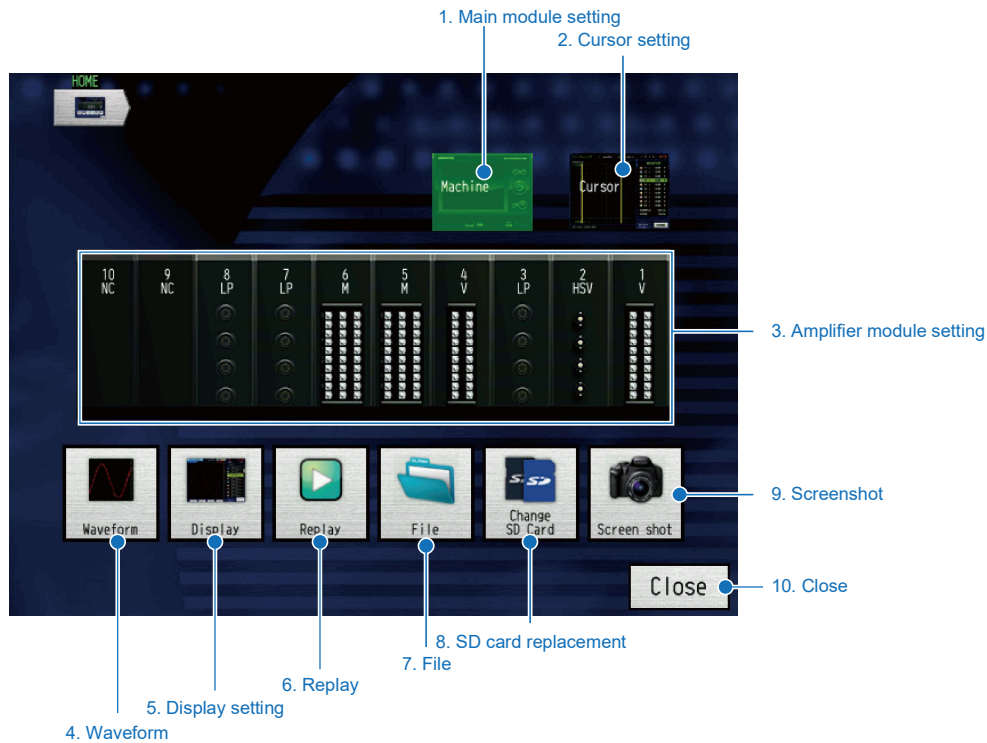 1. Main module setting
2. Cursor setting
HOME
Machine
Cursor
10 9 8 7 6 5 4 3 2 1
NC NC LP LP M M V LP HSV V
3. Amplifier module setting
Waveform
Display
Replay
File
Change
SD Card
Screen shot
9. Screenshot
Close
10. Close
8. SD card replacement
7. File
6. Replay
5. Display setting
4. Waveform